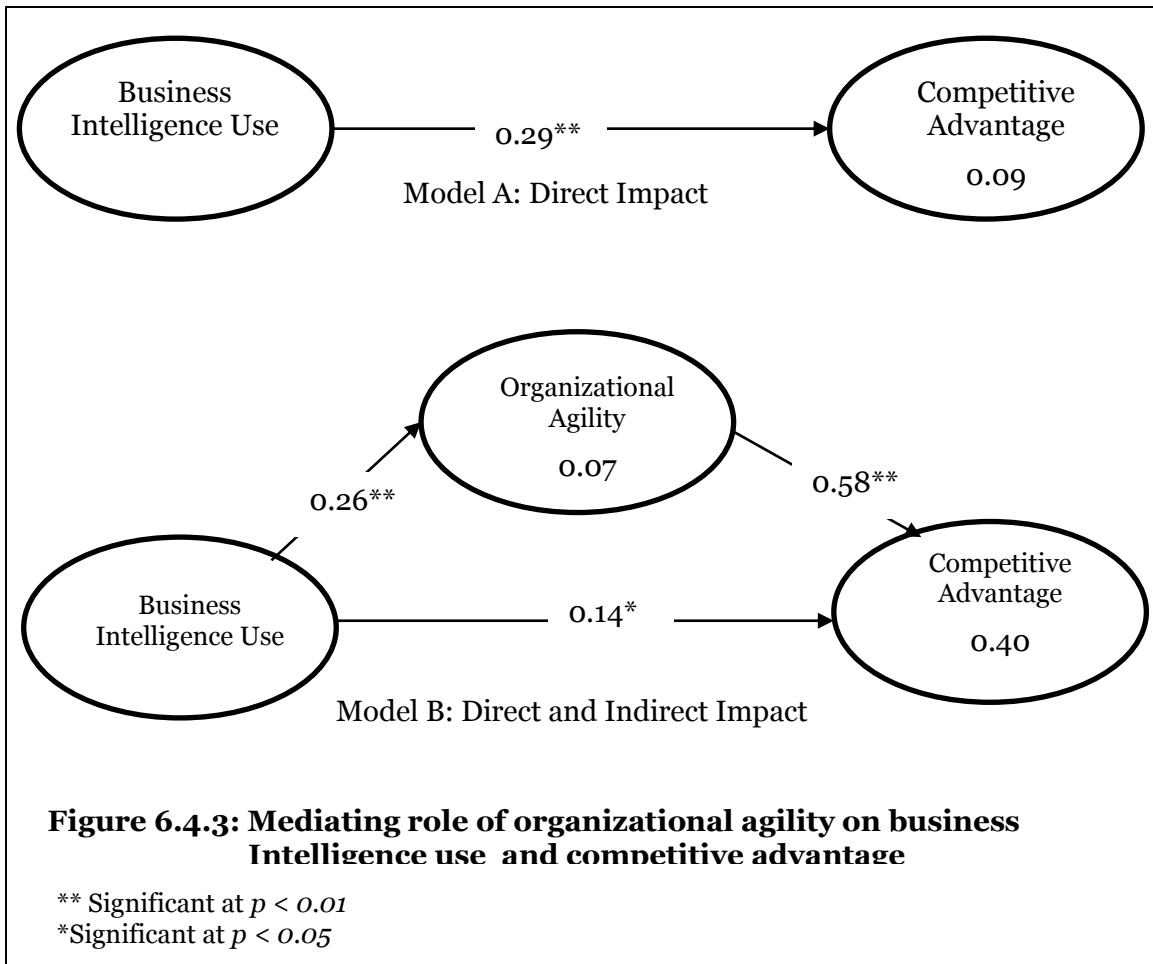 Business
Intelligence Use
Competitive
Advantage
0.29**
0.09
Model A: Direct Impact
Organizational
Agility
0.07
0.26**
0.58**
Business
Intelligence Use
Competitive
Advantage
0.14*
0.40
Model B: Direct and Indirect Impact
Figure 6.4.3: Mediating role of organizational agility on business
Intelligence use and competitive advantage
** Significant at p < 0.01
*Significant at p < 0.05